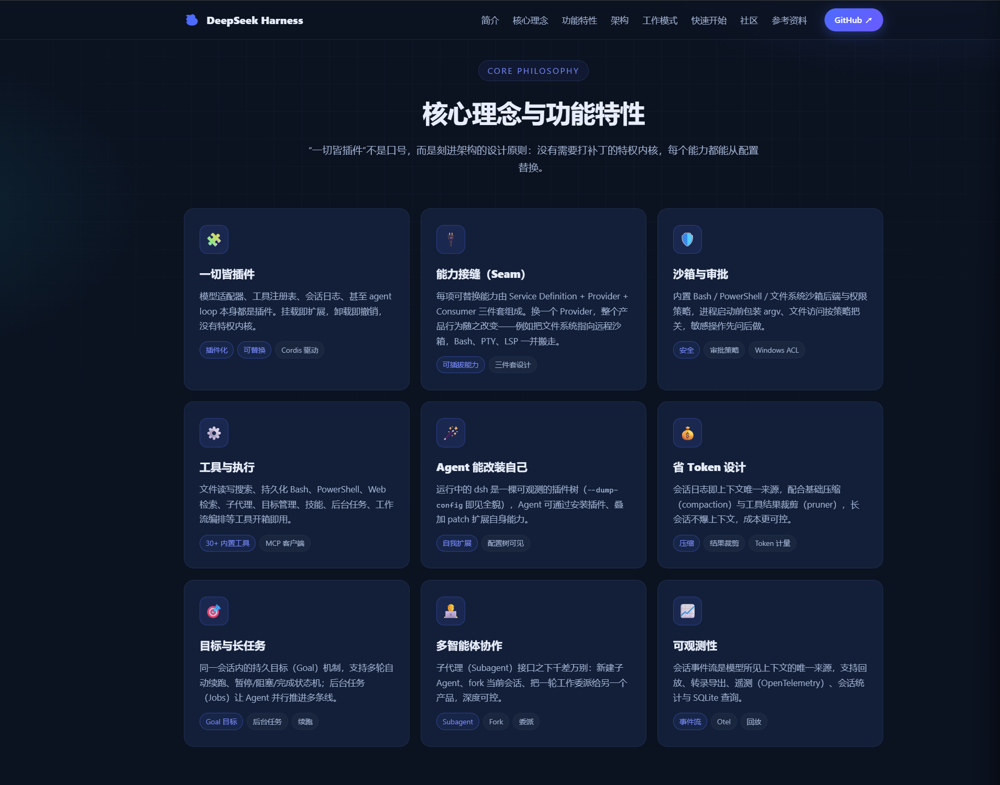 DeepSeek Harness
简介 核心理念 功能特性 架构 工作模式 快速开始 社区 参考资料 GitHub ↗
CORE PHILOSOPHY
核心理念与功能特性
“一切皆插件”不是口号，而是刻进架构的设计原则：没有需要打补丁的特权内核，每个能力都能从配置
替换。
一切皆插件
模型适配器、工具注册表、会话日志、甚至 agent
loop 本身都是插件。挂载即扩展，卸载即撤销，
没有特权内核。
插件化 可替换 Cordis 驱动
能力接缝（Seam）
每项可替换能力由 Service Definition + Provider +
Consumer 三件套组成。换一个 Provider，整个产
品行为随之改变——例如把文件系统指向远程沙
箱，Bash、PTY、LSP 一并搬走。
可插拔能力 三件套设计
沙箱与审批
内置 Bash / PowerShell / 文件系统沙箱后端与权限
策略，进程启动前包装 argv、文件访问按策略把
关，敏感操作先问后做。
安全 审批策略 Windows ACL
工具与执行
文件读写搜索、持久化 Bash、PowerShell、Web
检索、子代理、目标管理、技能、后台任务、工作
流编排等工具开箱即用。
30+ 内置工具 MCP 客户端
Agent 能改装自己
运行中的 dsh 是一棵可观测的插件树（--dump-
config 即见全貌），Agent 可通过安装插件、叠
加 patch 扩展自身能力。
自我扩展 配置树可见
省 Token 设计
会话日志即上下文唯一来源，配合基础压缩
（compaction）与工具结果裁剪（pruner），长
会话不爆上下文，成本更可控。
压缩 结果裁剪 Token 计量
目标与长任务
同一会话内的持久目标（Goal）机制，支持多轮自
动续跑、暂停/阻塞/完成状态机；后台任务
（Jobs）让 Agent 并行推进多条线。
Goal 目标 后台任务 续跑
多智能体协作
子代理（Subagent）接口之下千差万别：新建子
Agent、fork 当前会话、把一轮工作委派给另一个
产品，深度可控。
Subagent Fork 委派
可观测性
会话事件流是模型所见上下文的唯一来源，支持回
放、转录导出、遥测（OpenTelemetry）、会话统
计与 SQLite 查询。
事件流 Otel 回放